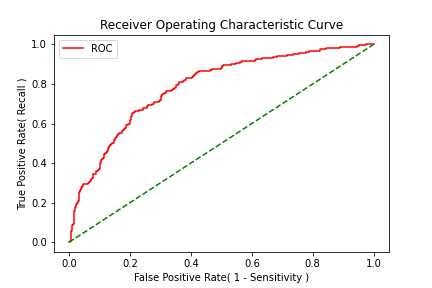 Receiver Operating Characteristic Curve
ROC
True Positive Rate( Recall )
1.0
0.8
0.6
0.4
0.2
0.0
0.0 0.2 0.4 0.6 0.8 1.0
False Positive Rate( 1 - Sensitivity )